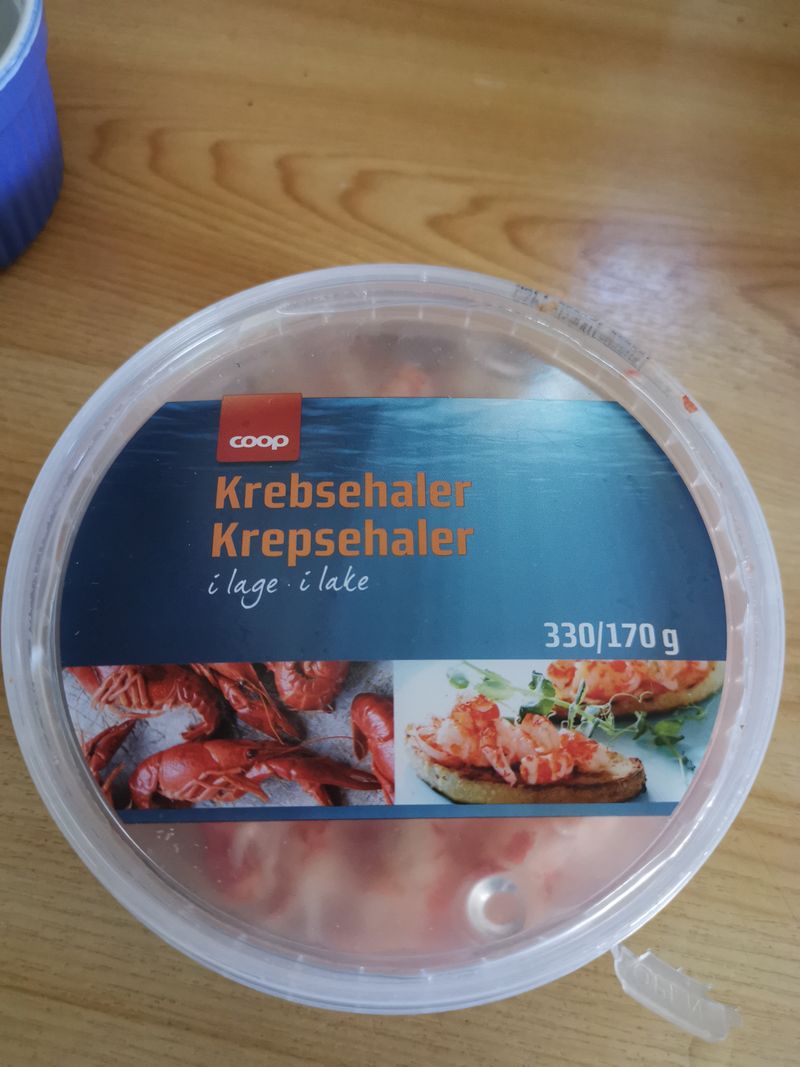 coop
Krebsehaler
Krepsehaler
i lage · i lake
330/170 g